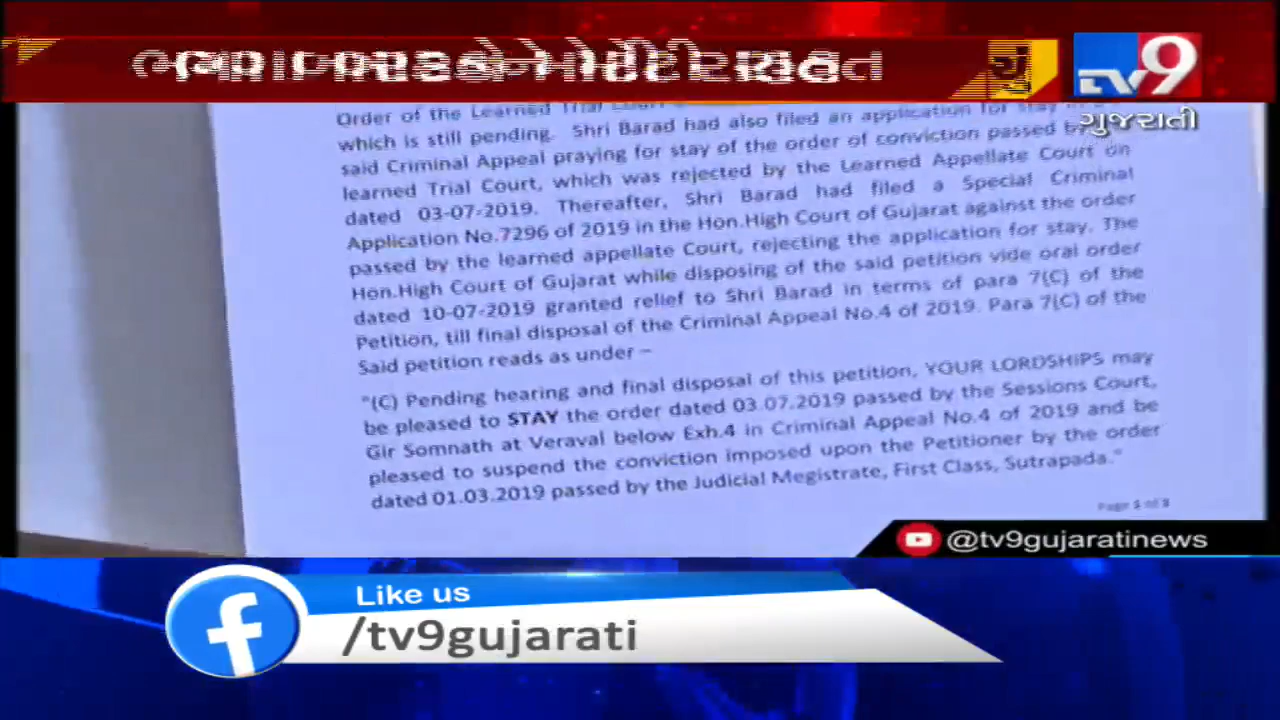 TV9
ગુજરાતી
Order of the Learned Trial Court
which is still pending. Shri Barad had also filed an application for stay in
said Criminal Appeal praying for stay of the order of conviction passed by
learned Trial Court, which was rejected by the Learned Appellate Court on
dated 03-07-2019. Thereafter, Shri Barad had filed a Special Criminal
Application No.7296 of 2019 in the Hon.High Court of Gujarat against the order
passed by the learned appellate Court, rejecting the application for stay. The
Hon.High Court of Gujarat while disposing of the said petition vide oral order
dated 10-07-2019 granted relief to Shri Barad in terms of para 7(C) of the
Petition, till final disposal of the Criminal Appeal No.4 of 2019. Para 7(C) of the
Said petition reads as under –
"(C) Pending hearing and final disposal of this petition, YOUR LORDSHIPS may
be pleased to STAY the order dated 03.07.2019 passed by the Sessions Court,
Gir Somnath at Veraval below Exh.4 in Criminal Appeal No.4 of 2019 and be
pleased to suspend the conviction imposed upon the Petitioner by the order
dated 01.03.2019 passed by the Judicial Megistrate, First Class, Sutrapada."
Page of
@tv9gujaratinews
Like us
/tv9gujarati